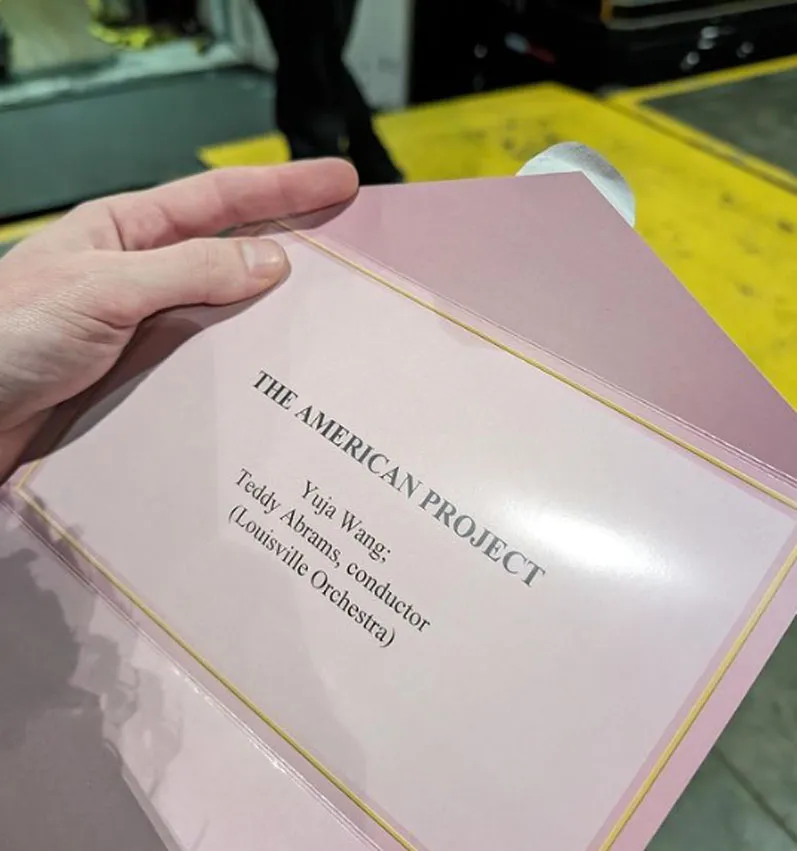 THE AMERICAN PROJECT
Yuja Wang;
Teddy Abrams, conductor
(Louisville Orchestra)